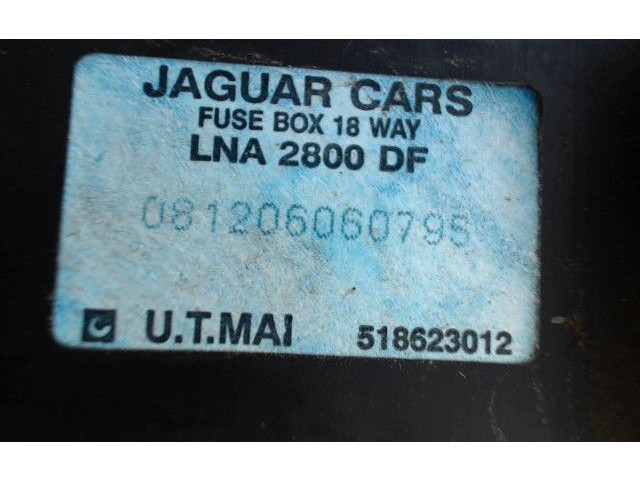 JAGUAR CARS
FUSE BOX 18 WAY
LNA 2800 DF
081206060795
U.T.MAI 518623012